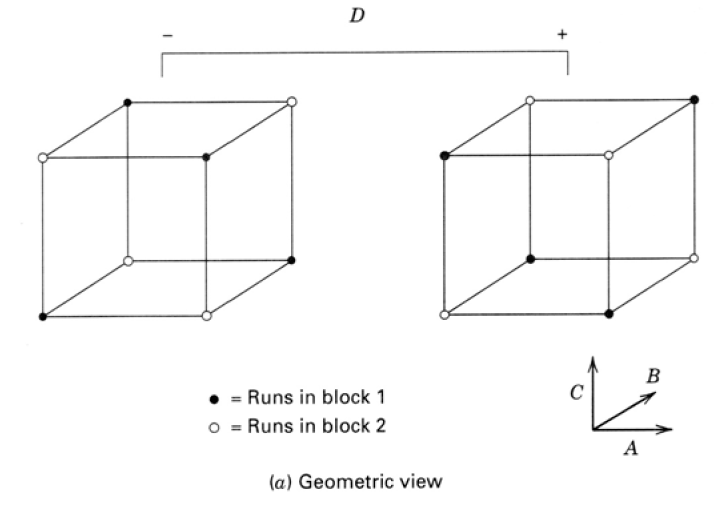 D
− +
● = Runs in block 1
○ = Runs in block 2
C B
A
(a) Geometric view